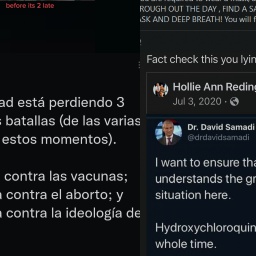 before its 2 late
ad está perdiendo 3
batallas (de las varias
estos momentos).
contra las vacunas;
contra el aborto; y
contra la ideología de
ROUGH OUT THE DAY , FIND A SA
ASK AND DEEP BREATH! You will f
Fact check this you lyin
Hollie Ann Reding
Jul 3, 2020
Dr. David Samadi
@drdavidsamadi
I want to ensure tha
understands the gr
situation here.
Hydroxychloroquin
whole time.